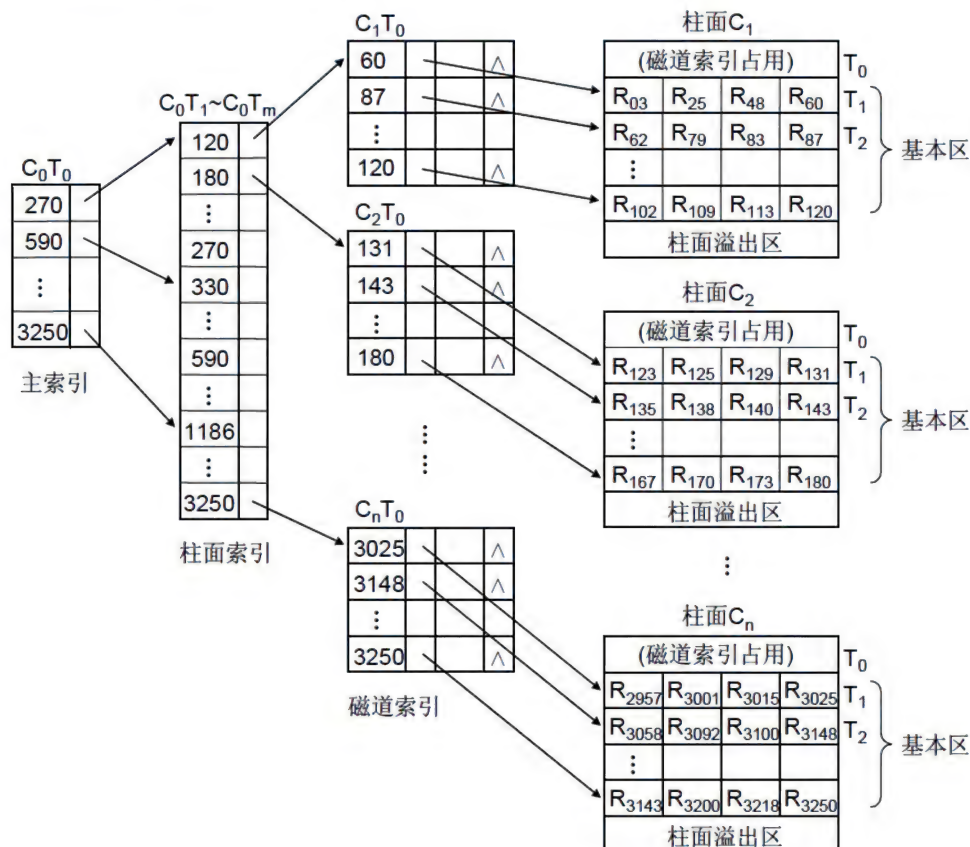 C₀T₀
270
590
⋮
3250
主索引
C₀T₁~C₀Tₘ
120
180
⋮
270
330
⋮
590
⋮
1186
⋮
3250
柱面索引
C₁T₀
60 ∧
87 ∧
⋮
120 ∧
C₂T₀
131 ∧
143 ∧
⋮
180 ∧
⋮
⋮
CₙT₀
3025 ∧
3148 ∧
⋮
3250 ∧
磁道索引
柱面C₁
(磁道索引占用) T₀
R₀₃ R₂₅ R₄₈ R₆₀ T₁
R₆₂ R₇₉ R₈₃ R₈₇ T₂
⋮
R₁₀₂ R₁₀₉ R₁₁₃ R₁₂₀
柱面溢出区
基本区
柱面C₂
(磁道索引占用) T₀
R₁₂₃ R₁₂₅ R₁₂₉ R₁₃₁ T₁
R₁₃₅ R₁₃₈ R₁₄₀ R₁₄₃ T₂
⋮
R₁₆₇ R₁₇₀ R₁₇₃ R₁₈₀
柱面溢出区
基本区
⋮
柱面Cₙ
(磁道索引占用) T₀
R₂₉₅₇ R₃₀₀₁ R₃₀₁₅ R₃₀₂₅ T₁
R₃₀₅₈ R₃₀₉₂ R₃₁₀₀ R₃₁₄₈ T₂
⋮
R₃₁₄₃ R₃₂₀₀ R₃₂₁₈ R₃₂₅₀
柱面溢出区
基本区